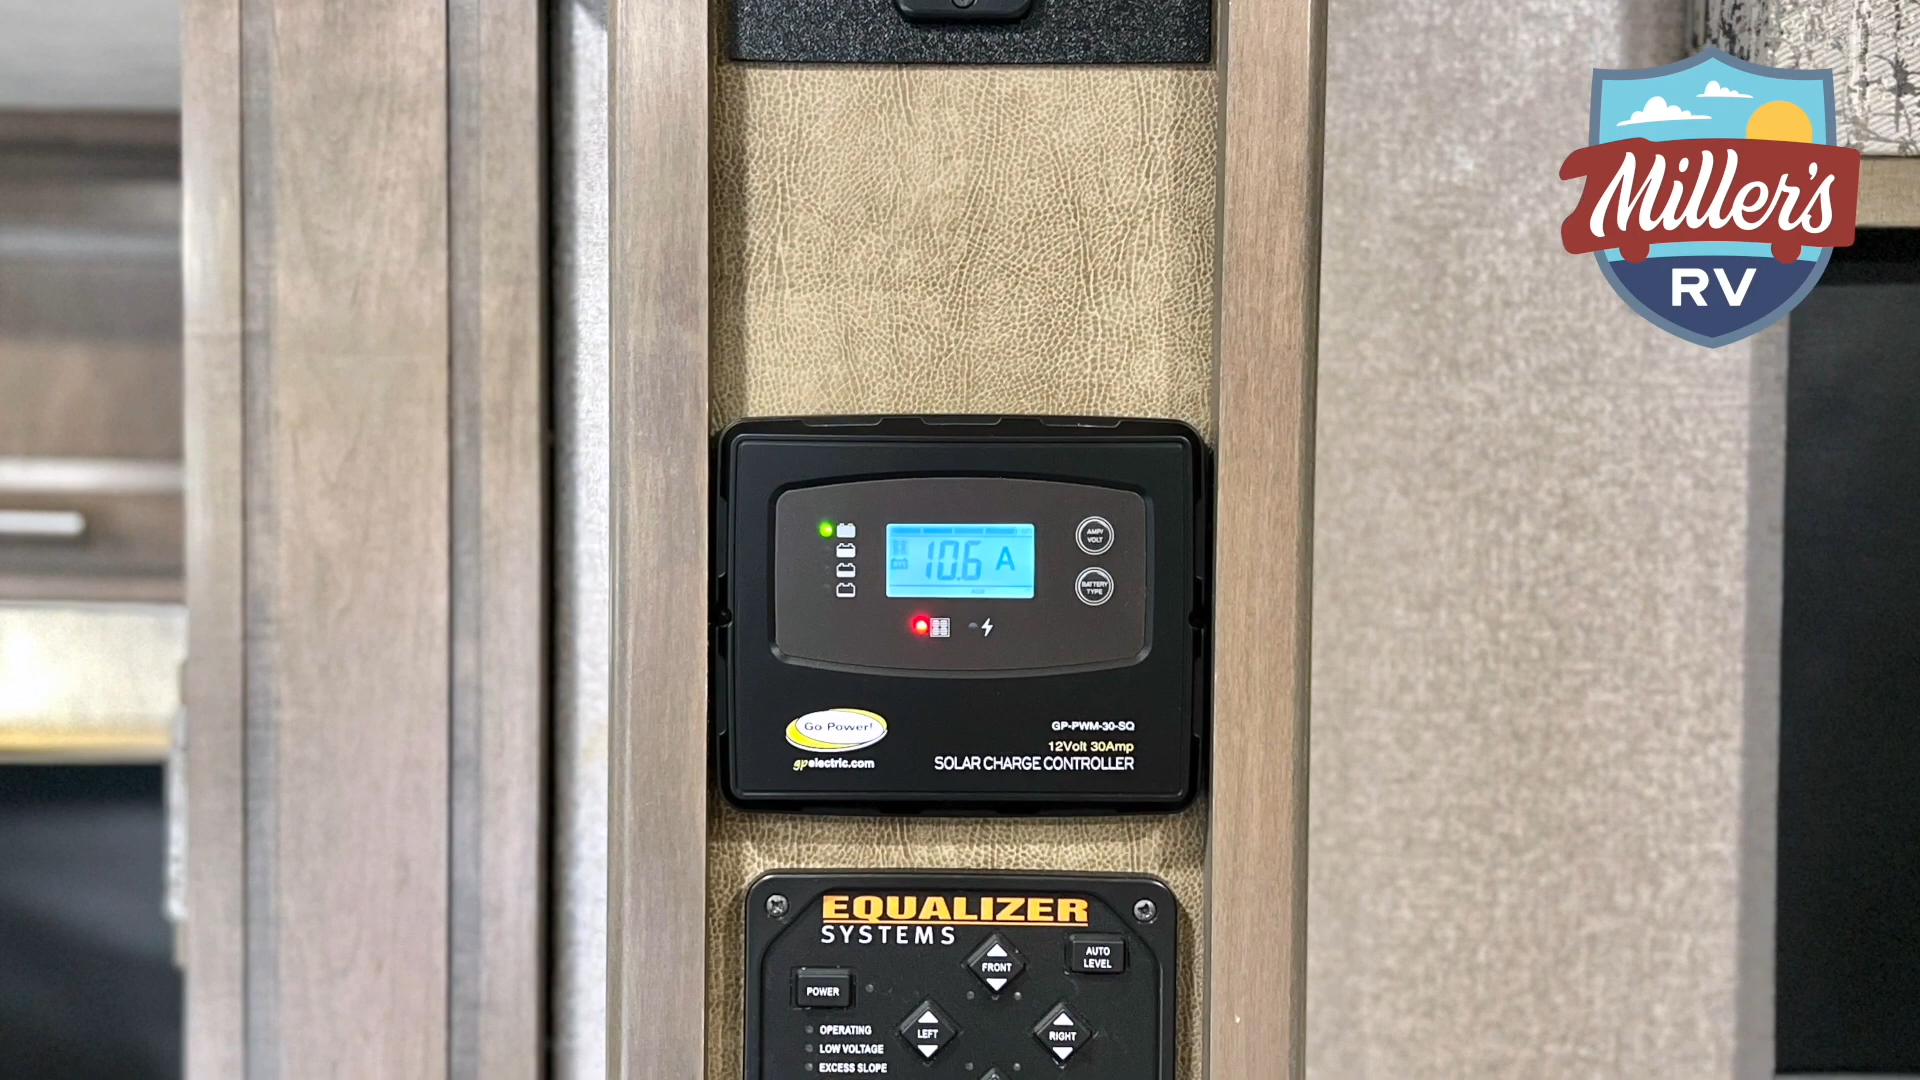 Miller's
RV
AMP/
VOLT
10.6 A
BATTERY
TYPE
Go Power!
gpelectric.com
GP-PWM-30-SQ
12Volt 30Amp
SOLAR CHARGE CONTROLLER
EQUALIZER
SYSTEMS
AUTO
LEVEL
FRONT
POWER
LEFT
RIGHT
OPERATING
LOW VOLTAGE
EXCESS SLOPE